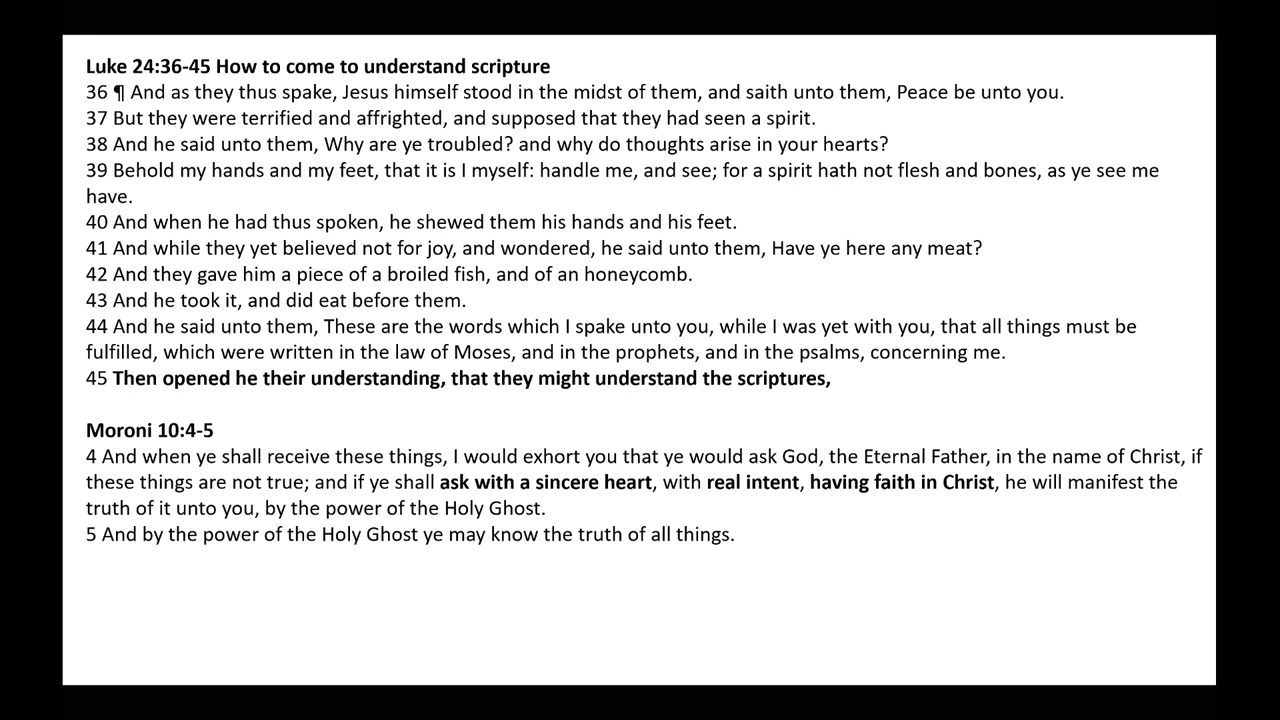 Luke 24:36-45 How to come to understand scripture
36 ¶ And as they thus spake, Jesus himself stood in the midst of them, and saith unto them, Peace be unto you.
37 But they were terrified and affrighted, and supposed that they had seen a spirit.
38 And he said unto them, Why are ye troubled? and why do thoughts arise in your hearts?
39 Behold my hands and my feet, that it is I myself: handle me, and see; for a spirit hath not flesh and bones, as ye see me
have.
40 And when he had thus spoken, he shewed them his hands and his feet.
41 And while they yet believed not for joy, and wondered, he said unto them, Have ye here any meat?
42 And they gave him a piece of a broiled fish, and of an honeycomb.
43 And he took it, and did eat before them.
44 And he said unto them, These are the words which I spake unto you, while I was yet with you, that all things must be
fulfilled, which were written in the law of Moses, and in the prophets, and in the psalms, concerning me.
45 Then opened he their understanding, that they might understand the scriptures,
Moroni 10:4-5
4 And when ye shall receive these things, I would exhort you that ye would ask God, the Eternal Father, in the name of Christ, if
these things are not true; and if ye shall ask with a sincere heart, with real intent, having faith in Christ, he will manifest the
truth of it unto you, by the power of the Holy Ghost.
5 And by the power of the Holy Ghost ye may know the truth of all things.